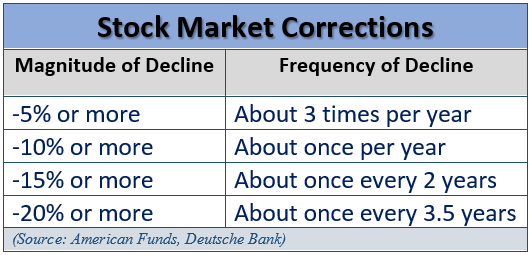 Stock Market Corrections
Magnitude of Decline Frequency of Decline
-5% or more About 3 times per year
-10% or more About once per year
-15% or more About once every 2 years
-20% or more About once every 3.5 years
(Source: American Funds, Deutsche Bank)